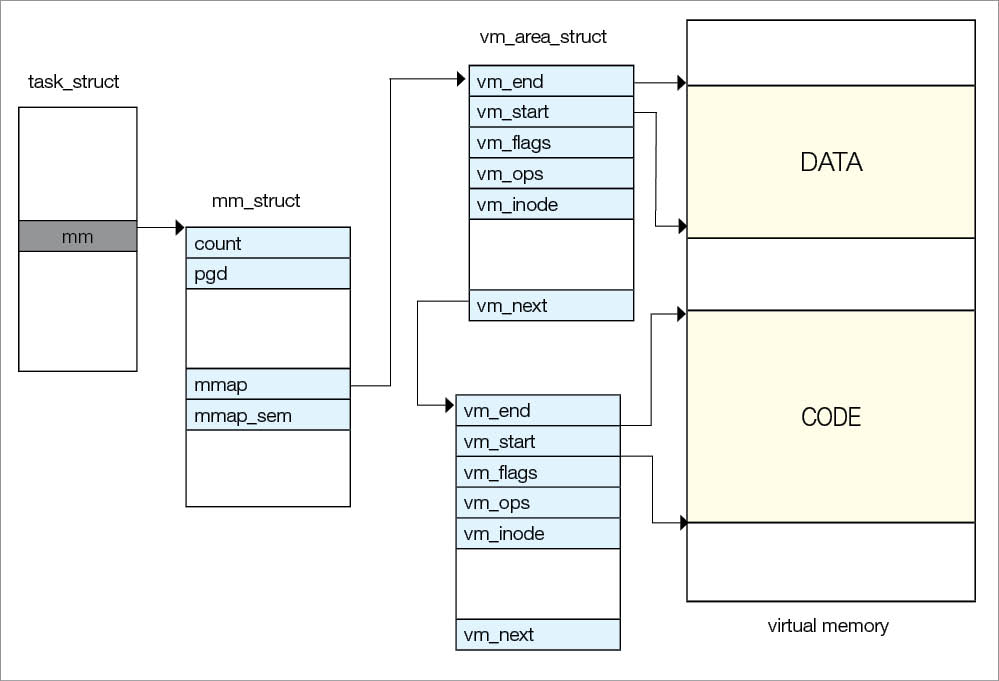 task_struct
mm
mm_struct
count
pgd
mmap
mmap_sem
vm_area_struct
vm_end
vm_start
vm_flags
vm_ops
vm_inode
vm_next
vm_end
vm_start
vm_flags
vm_ops
vm_inode
vm_next
DATA
CODE
virtual memory